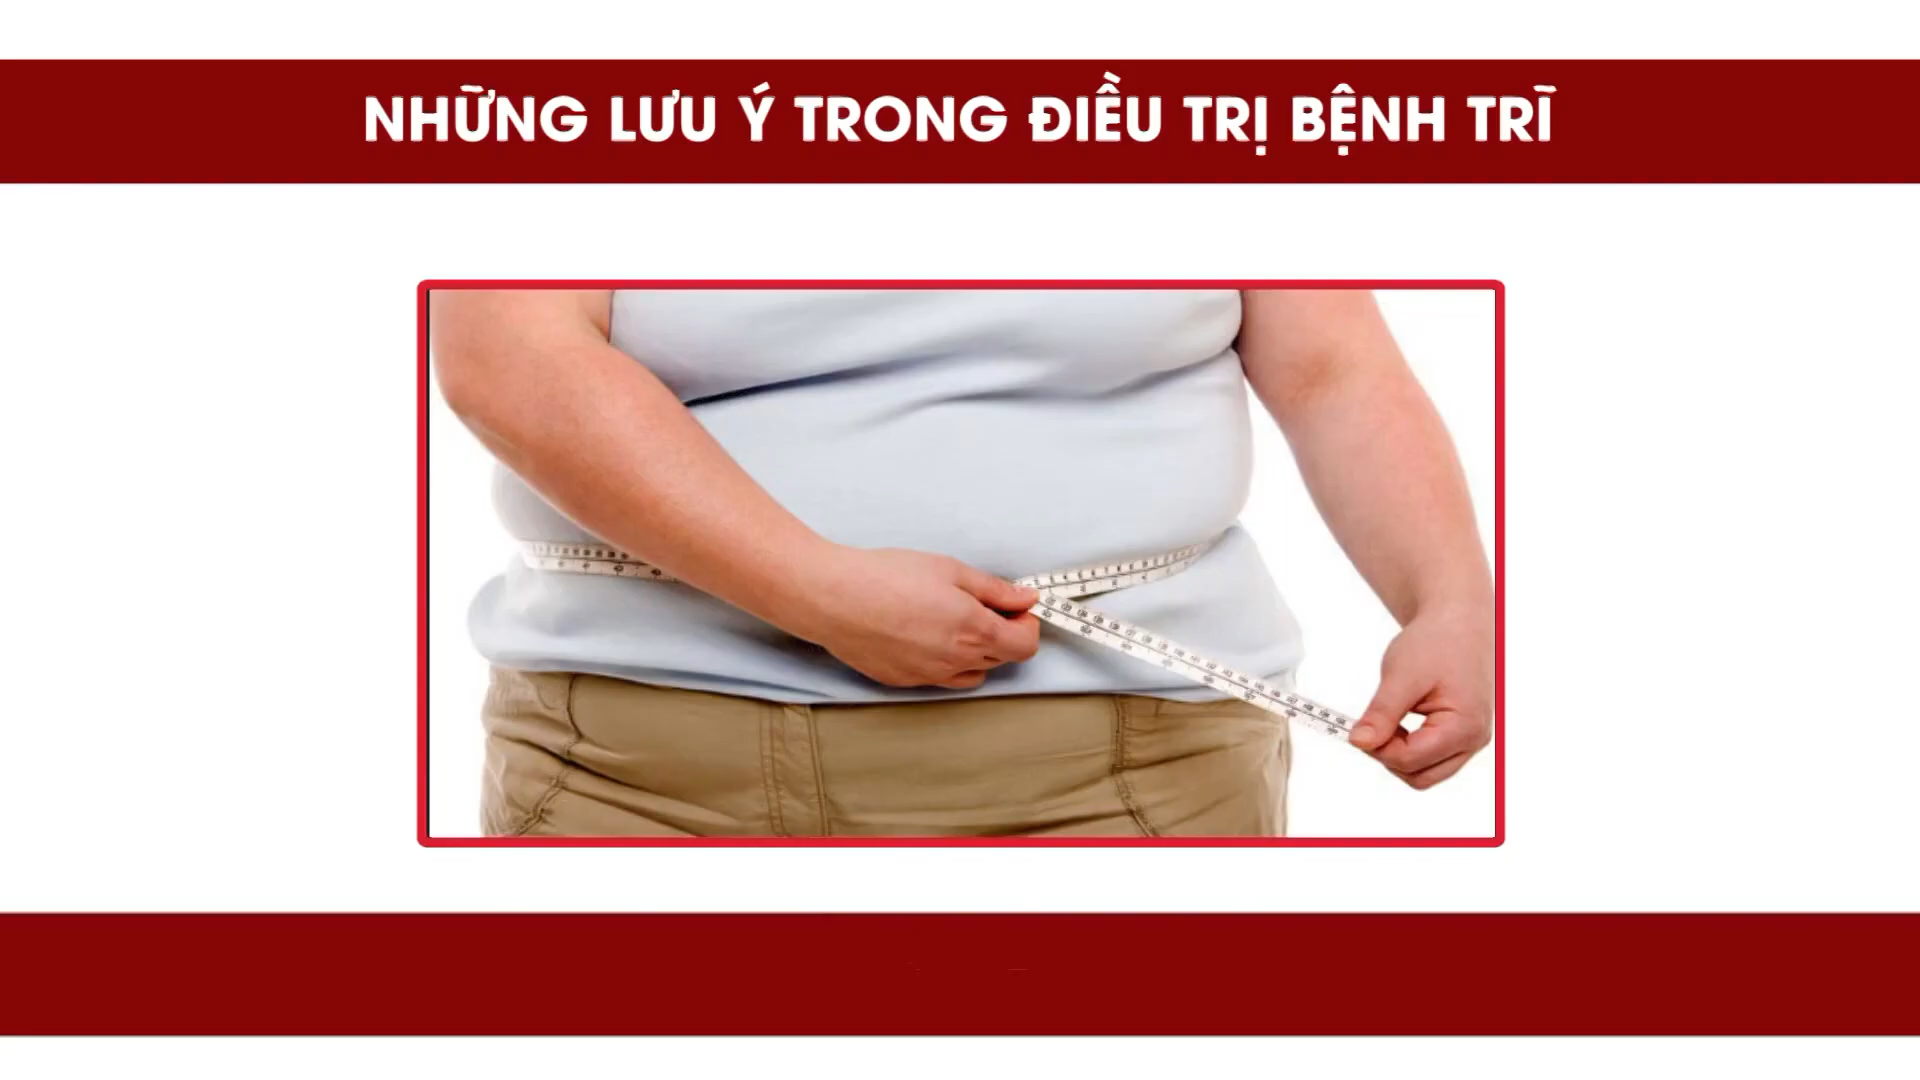 NHỮNG LƯU Ý TRONG ĐIỀU TRỊ BỆNH TRĨ